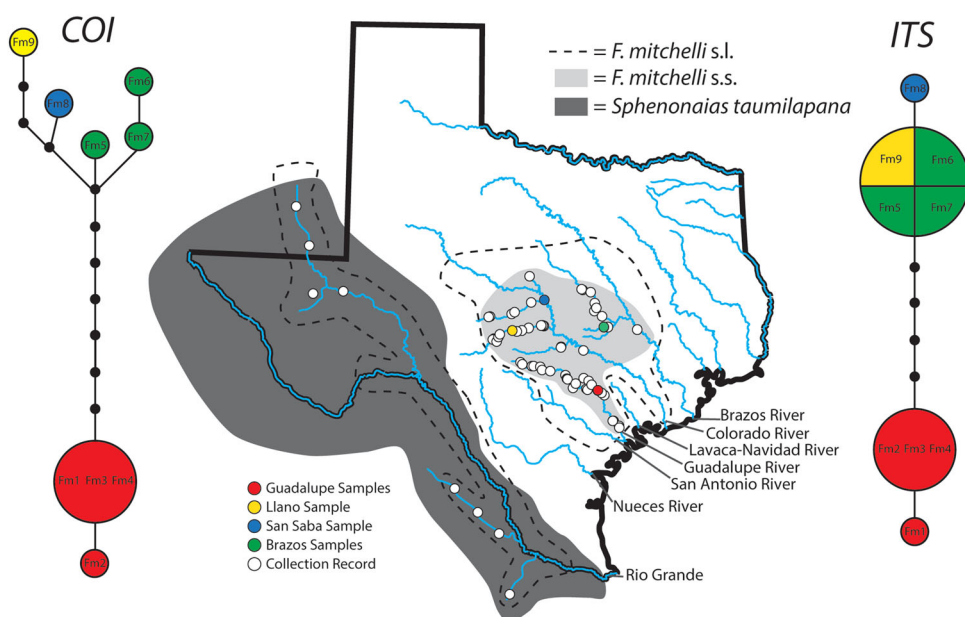 COI
Fm9
Fm8
Fm6
Fm5
Fm7
Fm1 Fm3 Fm4
Fm2
= F. mitchelli s.l.
= F. mitchelli s.s.
= Sphenonaias taumilapana
Brazos River
Colorado River
Lavaca-Navidad River
Guadalupe River
San Antonio River
Nueces River
Rio Grande
Guadalupe Samples
Llano Sample
San Saba Sample
Brazos Samples
Collection Record
ITS
Fm8
Fm9 Fm6
Fm5 Fm7
Fm2 Fm3 Fm4
Fm1